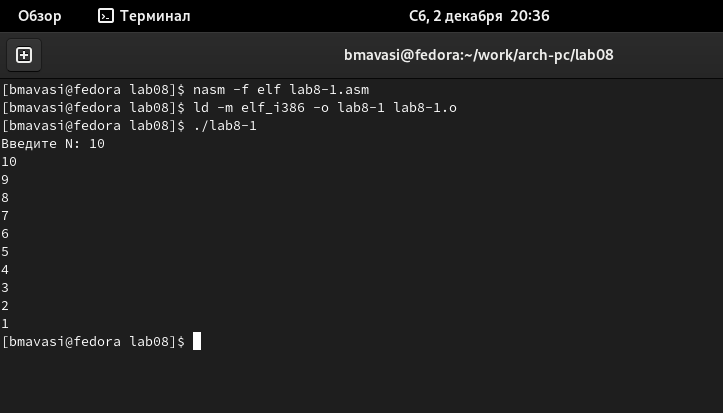 Обзор Терминал Сб, 2 декабря 20:36
bmavasi@fedora:~/work/arch-pc/lab08
[bmavasi@fedora lab08]$ nasm -f elf lab8-1.asm
[bmavasi@fedora lab08]$ ld -m elf_i386 -o lab8-1 lab8-1.o
[bmavasi@fedora lab08]$ ./lab8-1
Введите N: 10
10
9
8
7
6
5
4
3
2
1
[bmavasi@fedora lab08]$